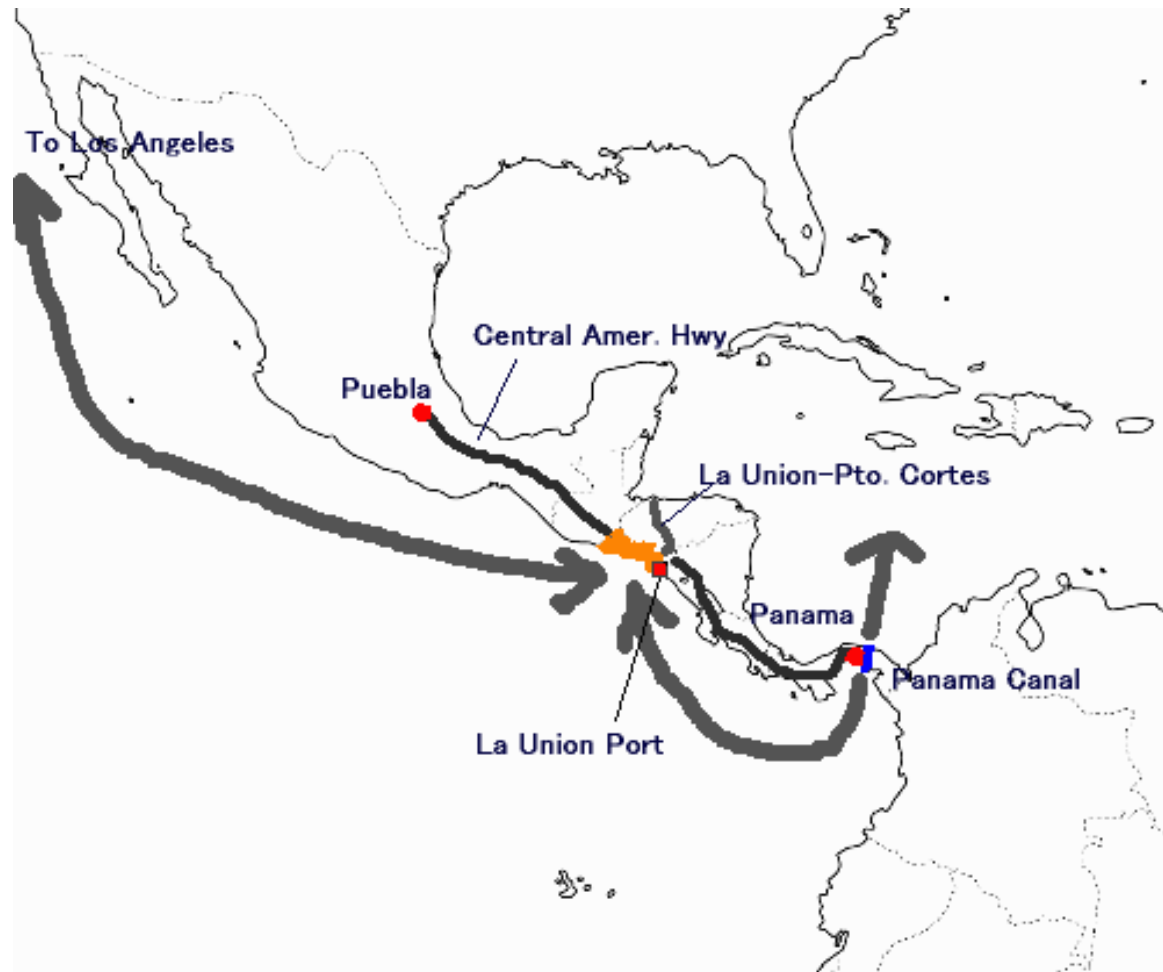 To Los Angeles
Central Amer. Hwy
Puebla
La Union-Pto. Cortes
Panama
Panama Canal
La Union Port